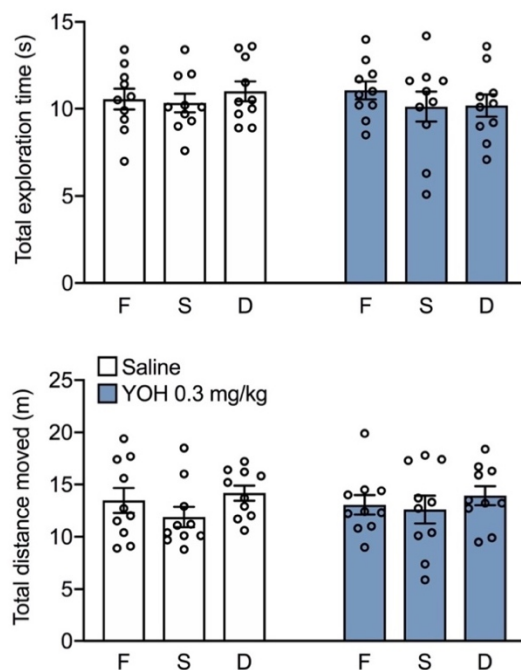 Total exploration time (s)
15
10
5
0
F S D F S D
Saline
YOH 0.3 mg/kg
Total distance moved (m)
25
20
15
10
5
0
F S D F S D